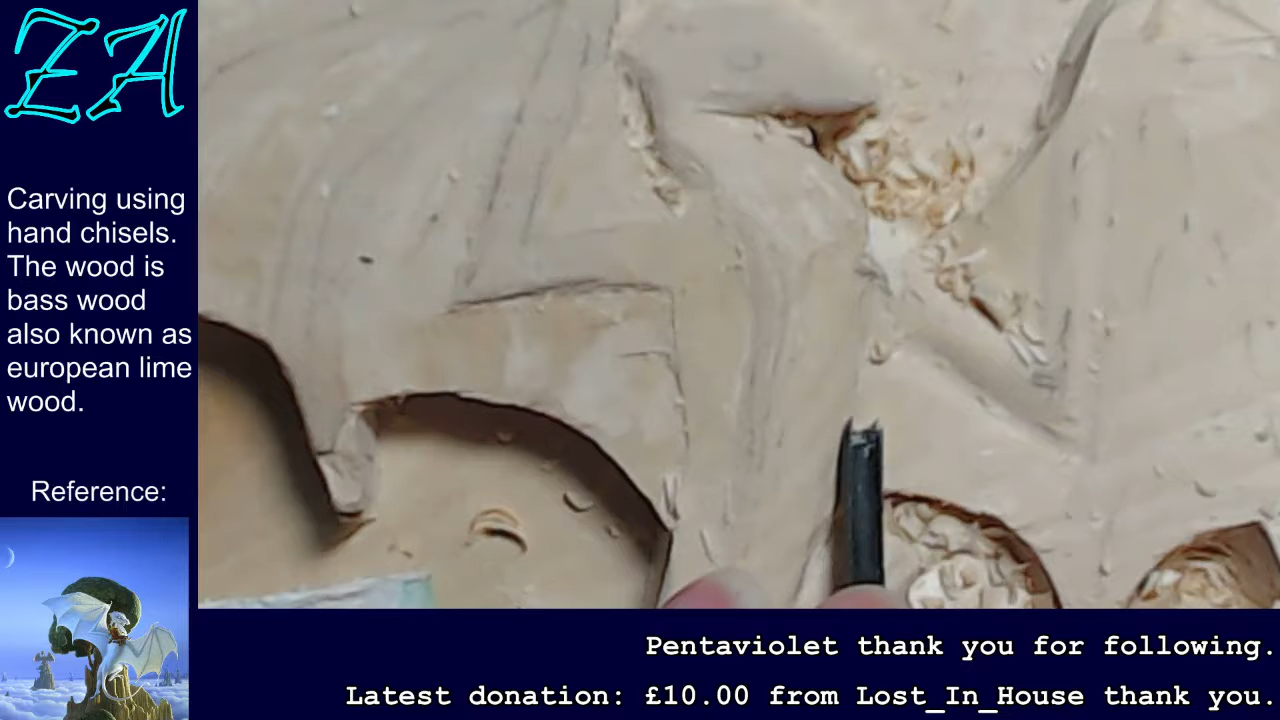 ZA
Carving using
hand chisels.
The wood is
bass wood
also known as
european lime
wood.
Reference:
Pentaviolet thank you for following.
Latest donation: £10.00 from Lost_In_House thank you.